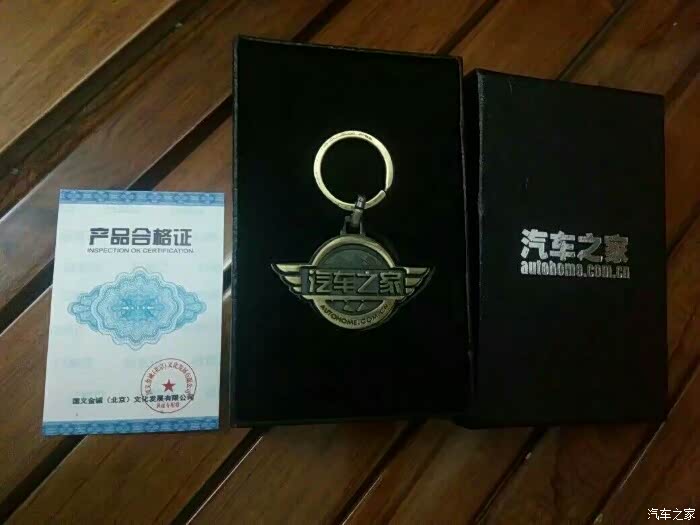 产品合格证
INSPECTION OK CERTIFICATION
国文金诚（北京）文化发展有限公司
汽车之家
AUTOHOME.COM.CN
汽车之家
autohome.com.cn
汽车之家